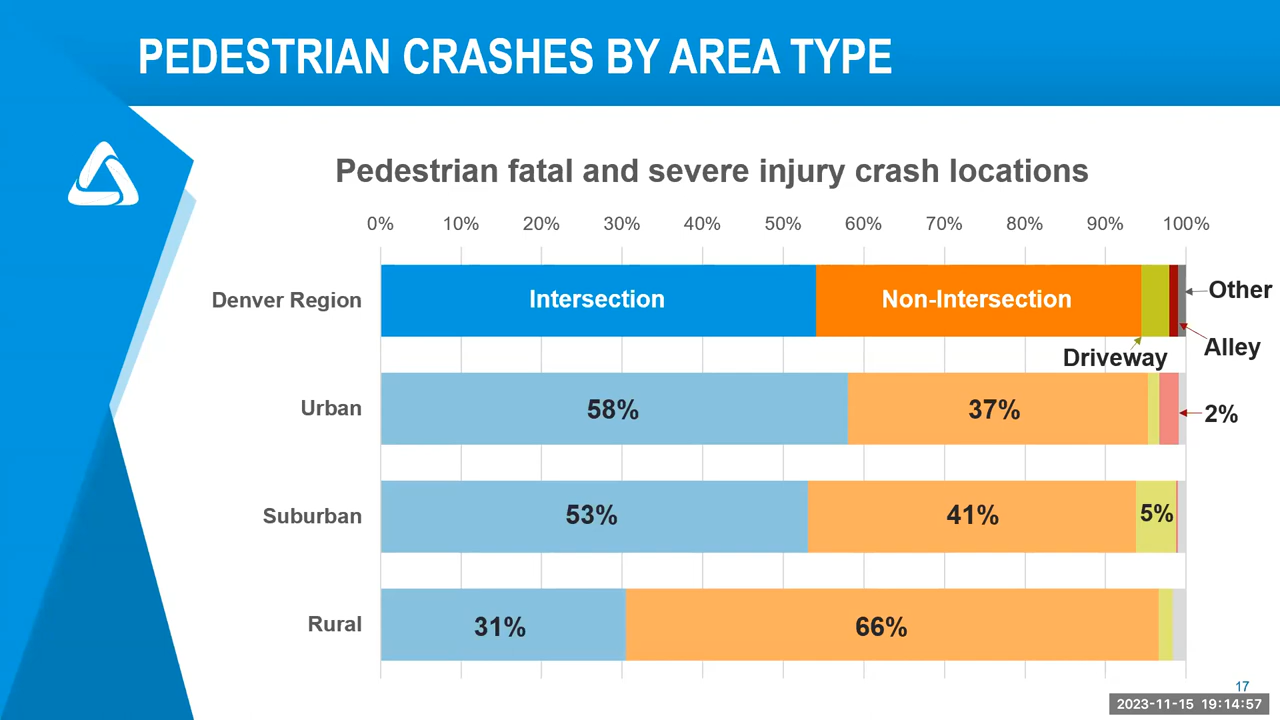 PEDESTRIAN CRASHES BY AREA TYPE
Pedestrian fatal and severe injury crash locations
0% 10% 20% 30% 40% 50% 60% 70% 80% 90% 100%
Denver Region Intersection Non-Intersection Other
Driveway Alley
Urban 58% 37% 2%
Suburban 53% 41% 5%
Rural 31% 66%
17
2023-11-15 19:14:57